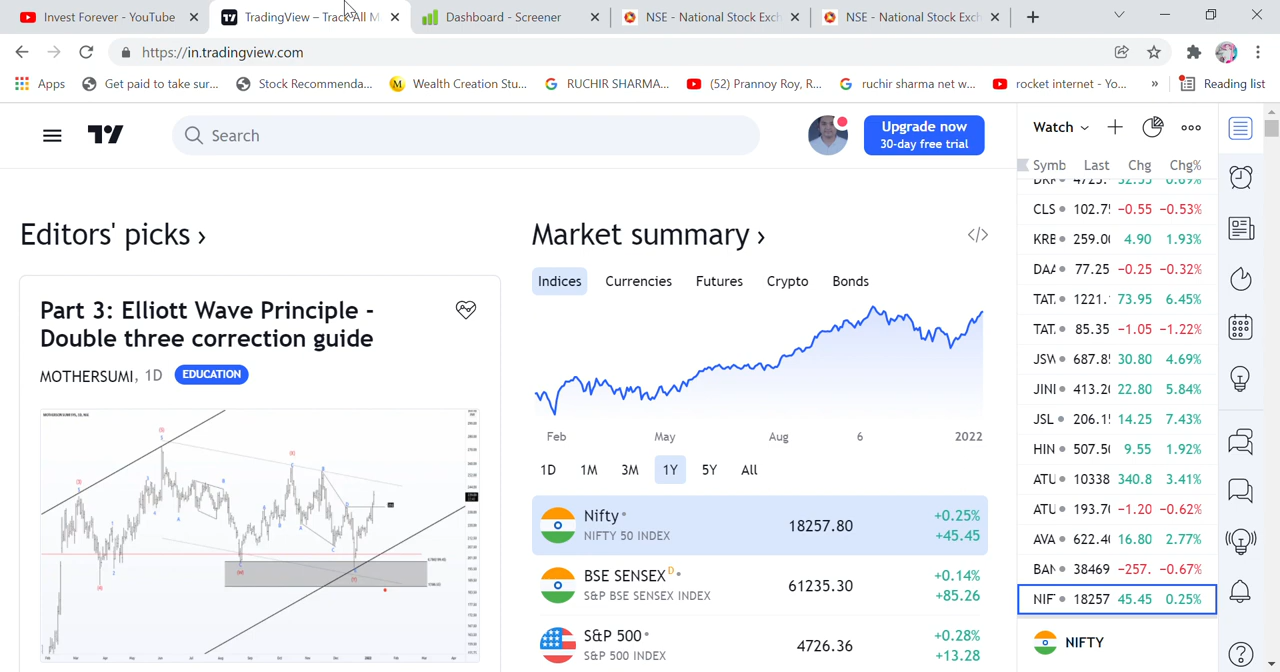 Invest Forever - YouTube
TradingView – Track All M
Dashboard - Screener
NSE - National Stock Exch
NSE - National Stock Exch
https://in.tradingview.com
Apps
Get paid to take sur...
Stock Recommenda...
Wealth Creation Stu...
RUCHIR SHARMA...
(52) Prannoy Roy, R...
ruchir sharma net w...
rocket internet - Yo...
»
Reading list
Search
Upgrade now
30-day free trial
Editors' picks ›
Part 3: Elliott Wave Principle -
Double three correction guide
MOTHERSUMI, 1D EDUCATION
Market summary ›
Indices Currencies Futures Crypto Bonds
Feb May Aug 6 2022
1D 1M 3M 1Y 5Y All
Nifty 18257.80 +0.25%
NIFTY 50 INDEX +45.45
BSE SENSEX D 61235.30 +0.14%
S&P BSE SENSEX INDEX +85.26
S&P 500 4726.36 +0.28%
S&P 500 INDEX +13.28
Watch
Symb Last Chg Chg%
CLS 102.75 −0.55 −0.53%
KRB 259.00 4.90 1.93%
DAA 77.25 −0.25 −0.32%
TAT 1221. 73.95 6.45%
TAT 85.35 −1.05 −1.22%
JSW 687.85 30.80 4.69%
JINI 413.20 22.80 5.84%
JSL 206.15 14.25 7.43%
HIN 507.50 9.55 1.92%
ATU 10338 340.8 3.41%
ATU 193.70 −1.20 −0.62%
AVA 622.40 16.80 2.77%
BAN 38469 −257. −0.67%
NIF 18257 45.45 0.25%
NIFTY